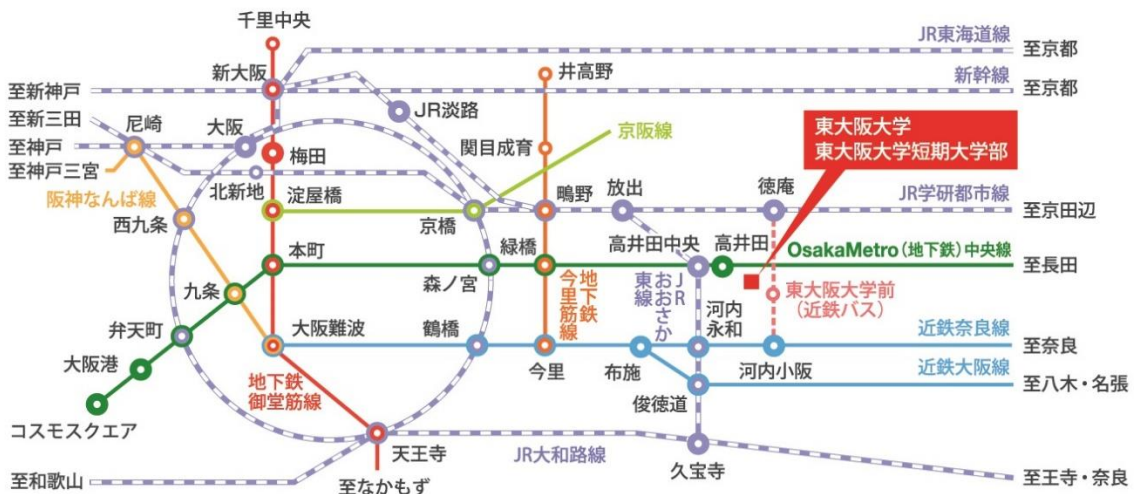 千里中央
JR東海道線
至京都
新大阪
井高野
新幹線
至新神戸
至京都
JR淡路
至新三田
尼崎
大阪
京阪線
東大阪大学
東大阪大学短期大学部
至神戸
梅田
関目成育
至神戸三宮
北新地
阪神なんば線
淀屋橋
鴫野
放出
徳庵
JR学研都市線
至京田辺
西九条
京橋
本町
緑橋
高井田中央
高井田
OsakaMetro(地下鉄)中央線
至長田
森ノ宮
九条
地下鉄
今里筋線
JR
おおさか
東線
東大阪大学前
(近鉄バス)
弁天町
大阪難波
鶴橋
河内
永和
近鉄奈良線
至奈良
大阪港
今里
布施
河内小阪
近鉄大阪線
地下鉄
御堂筋線
俊徳道
至八木・名張
コスモスクエア
天王寺
JR大和路線
久宝寺
至和歌山
至なかもず
至王寺・奈良